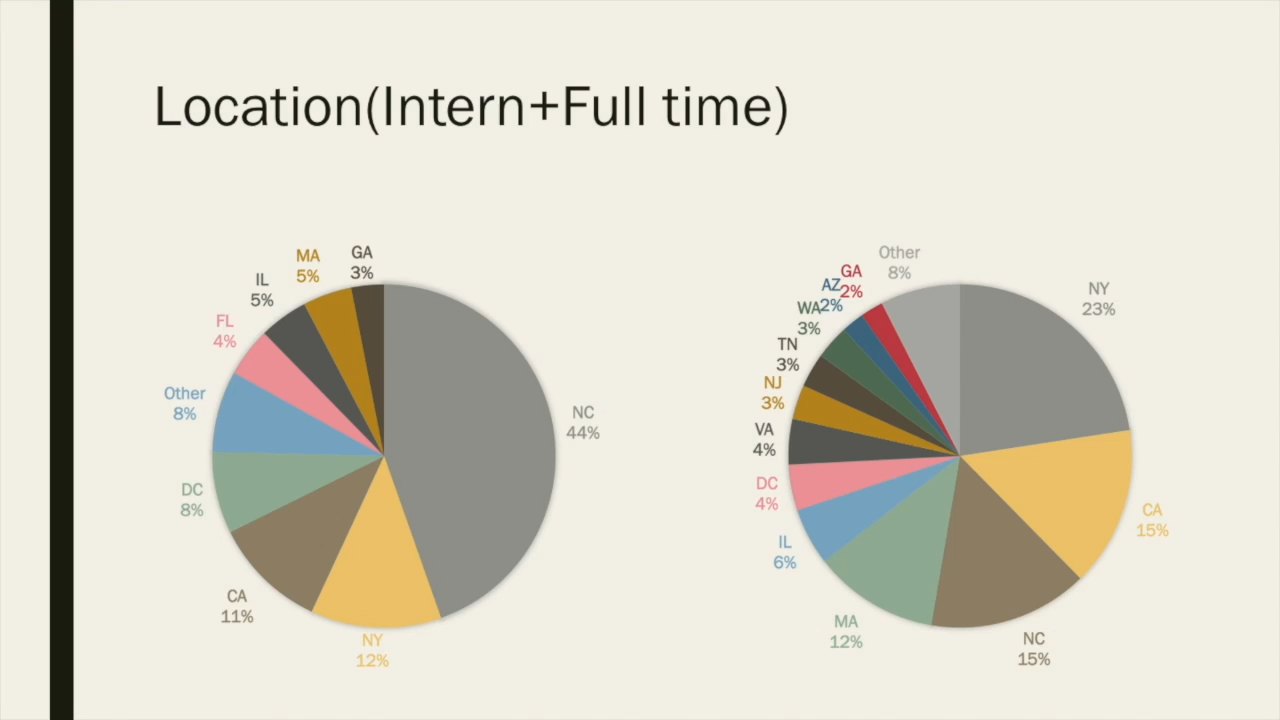 Location(Intern+Full time)
GA
3%
MA
5%
IL
5%
FL
4%
Other
8%
DC
8%
CA
11%
NY
12%
NC
44%
Other
8%
GA
2%
AZ
2%
WA
3%
TN
3%
NJ
3%
VA
4%
DC
4%
IL
6%
MA
12%
NC
15%
CA
15%
NY
23%